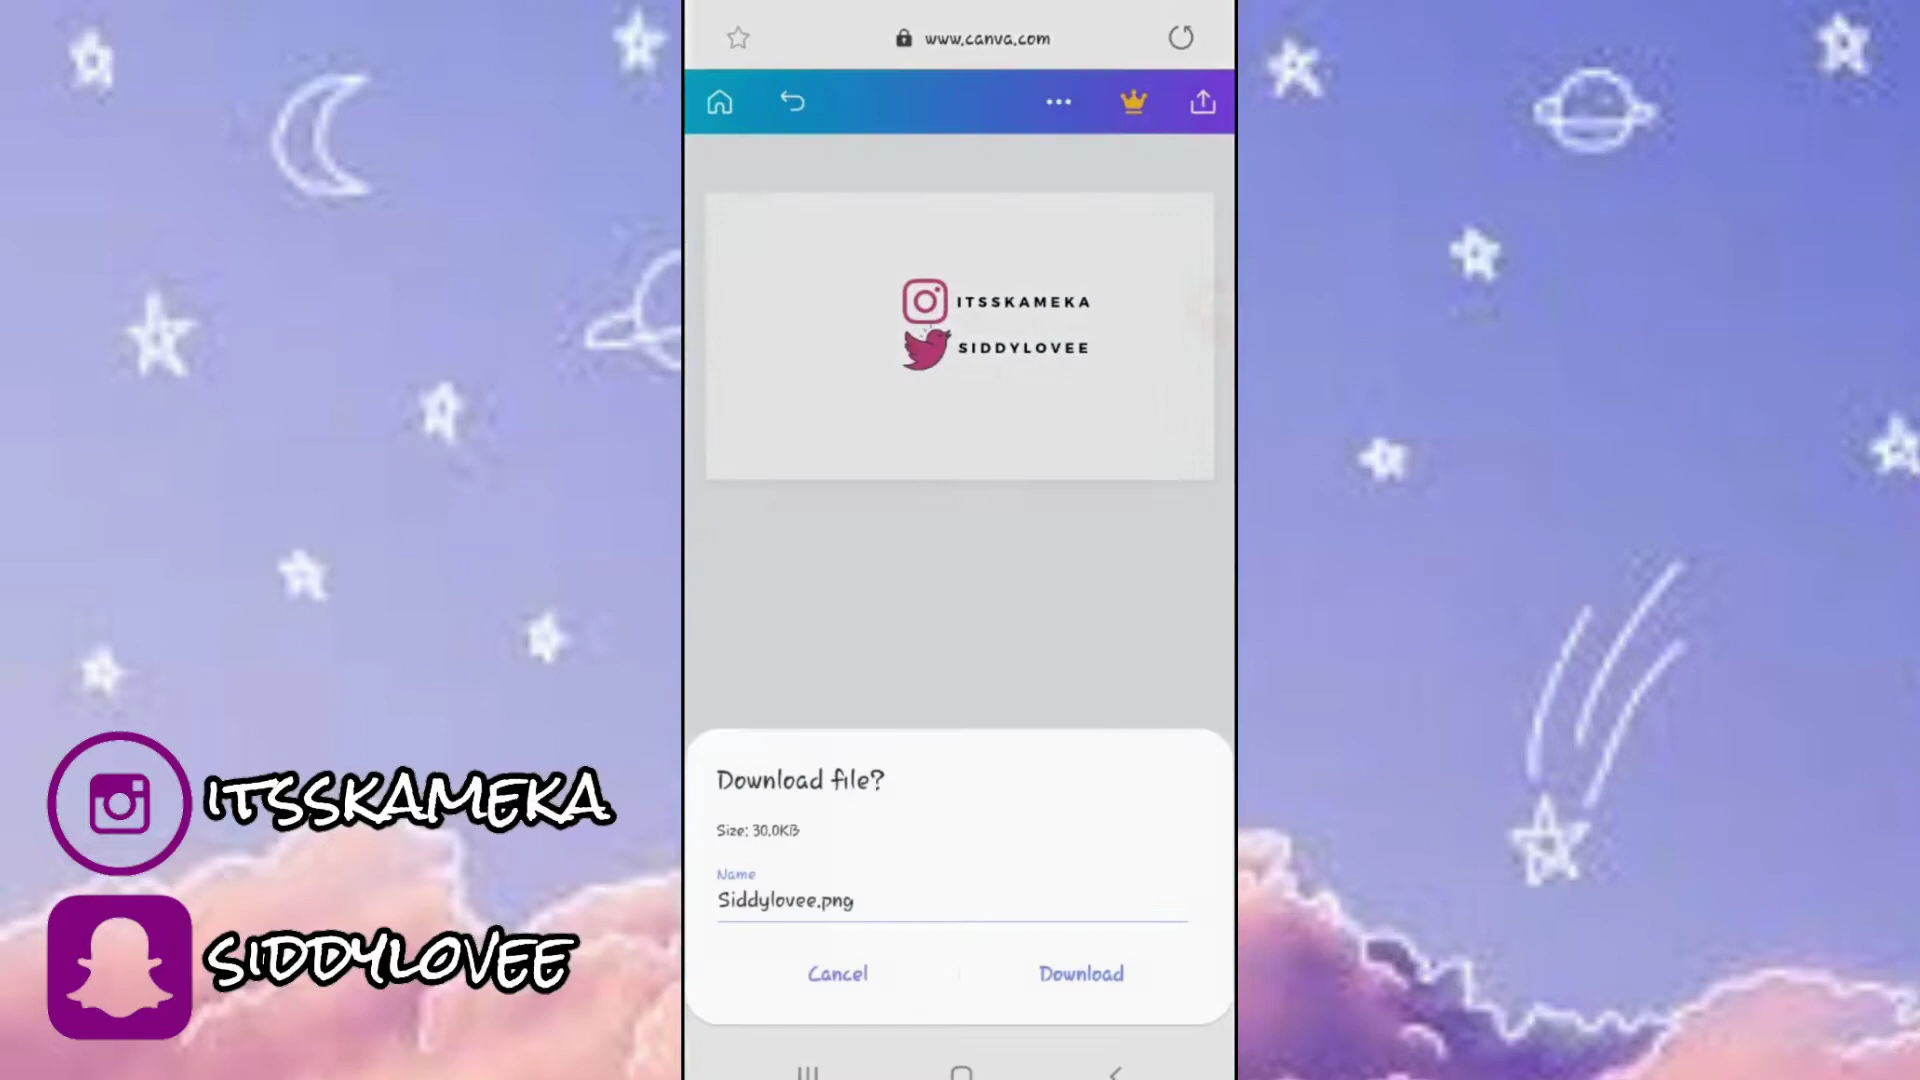 www.canva.com
ITSSKAMEKA
SIDDYLOVEE
Download file?
Size: 30.0KB
Name
Siddylovee.png
Cancel
Download
ITSSKAMEKA
SIDDYLOVEE